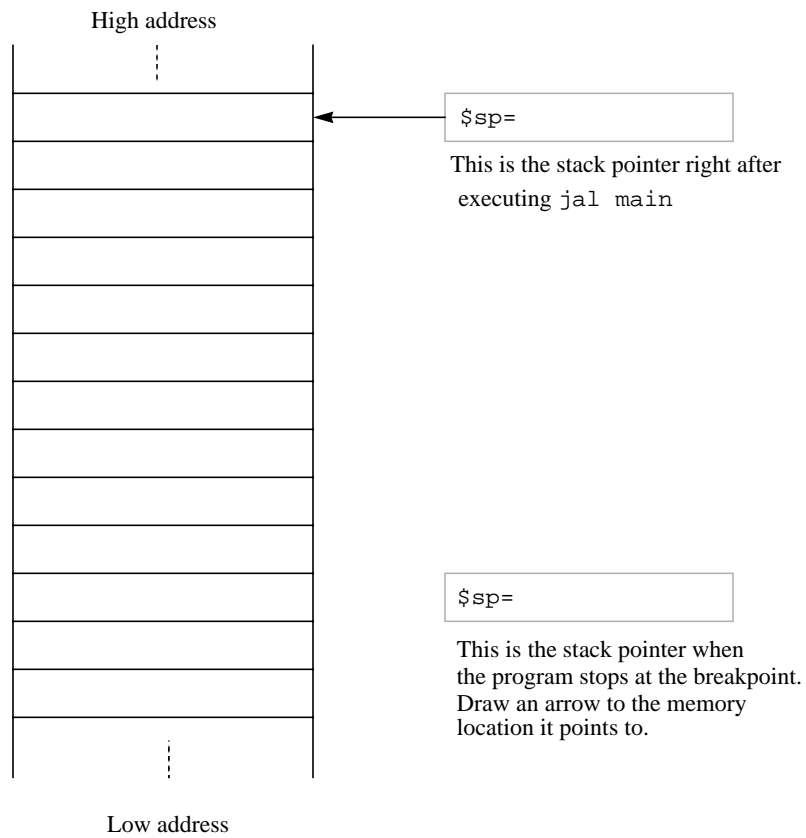 High address
$sp=
This is the stack pointer right after
executing jal main
$sp=
This is the stack pointer when
the program stops at the breakpoint.
Draw an arrow to the memory
location it points to.
Low address